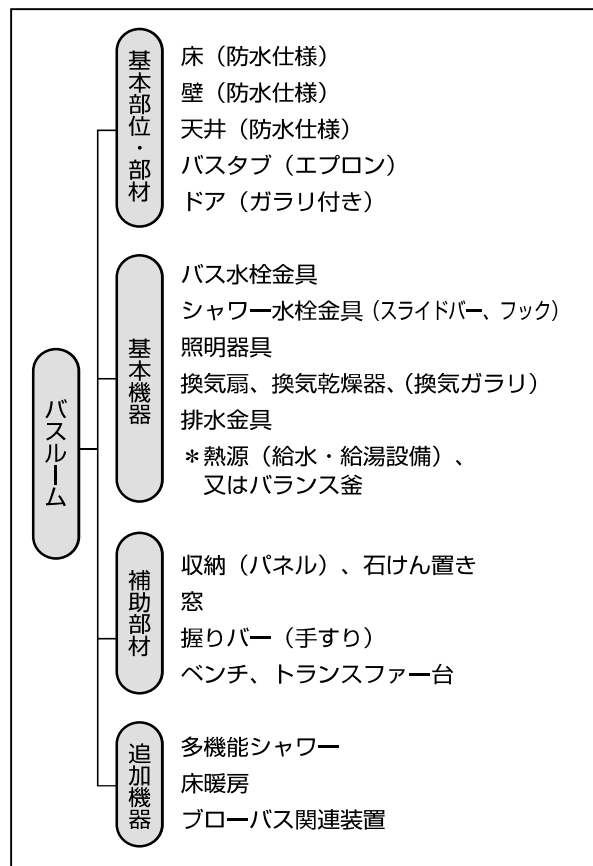 バスルーム
基本部位・部材
床（防水仕様）
壁（防水仕様）
天井（防水仕様）
バスタブ（エプロン）
ドア（ガラリ付き）
基本機器
バス水栓金具
シャワー水栓金具（スライドバー、フック）
照明器具
換気扇、換気乾燥器、（換気ガラリ）
排水金具
＊熱源（給水・給湯設備）、
又はバランス釜
補助部材
収納（パネル）、石けん置き
窓
握りバー（手すり）
ベンチ、トランスファー台
追加機器
多機能シャワー
床暖房
ブローバス関連装置